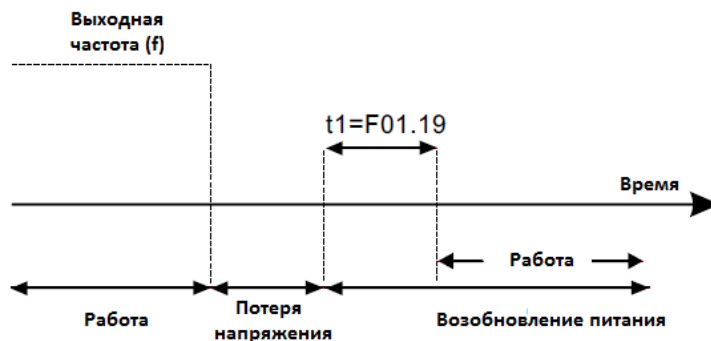 Выходная
частота (f)
t1=F01.19
Время
Работа
Работа
Потеря
напряжения
Возобновление питания